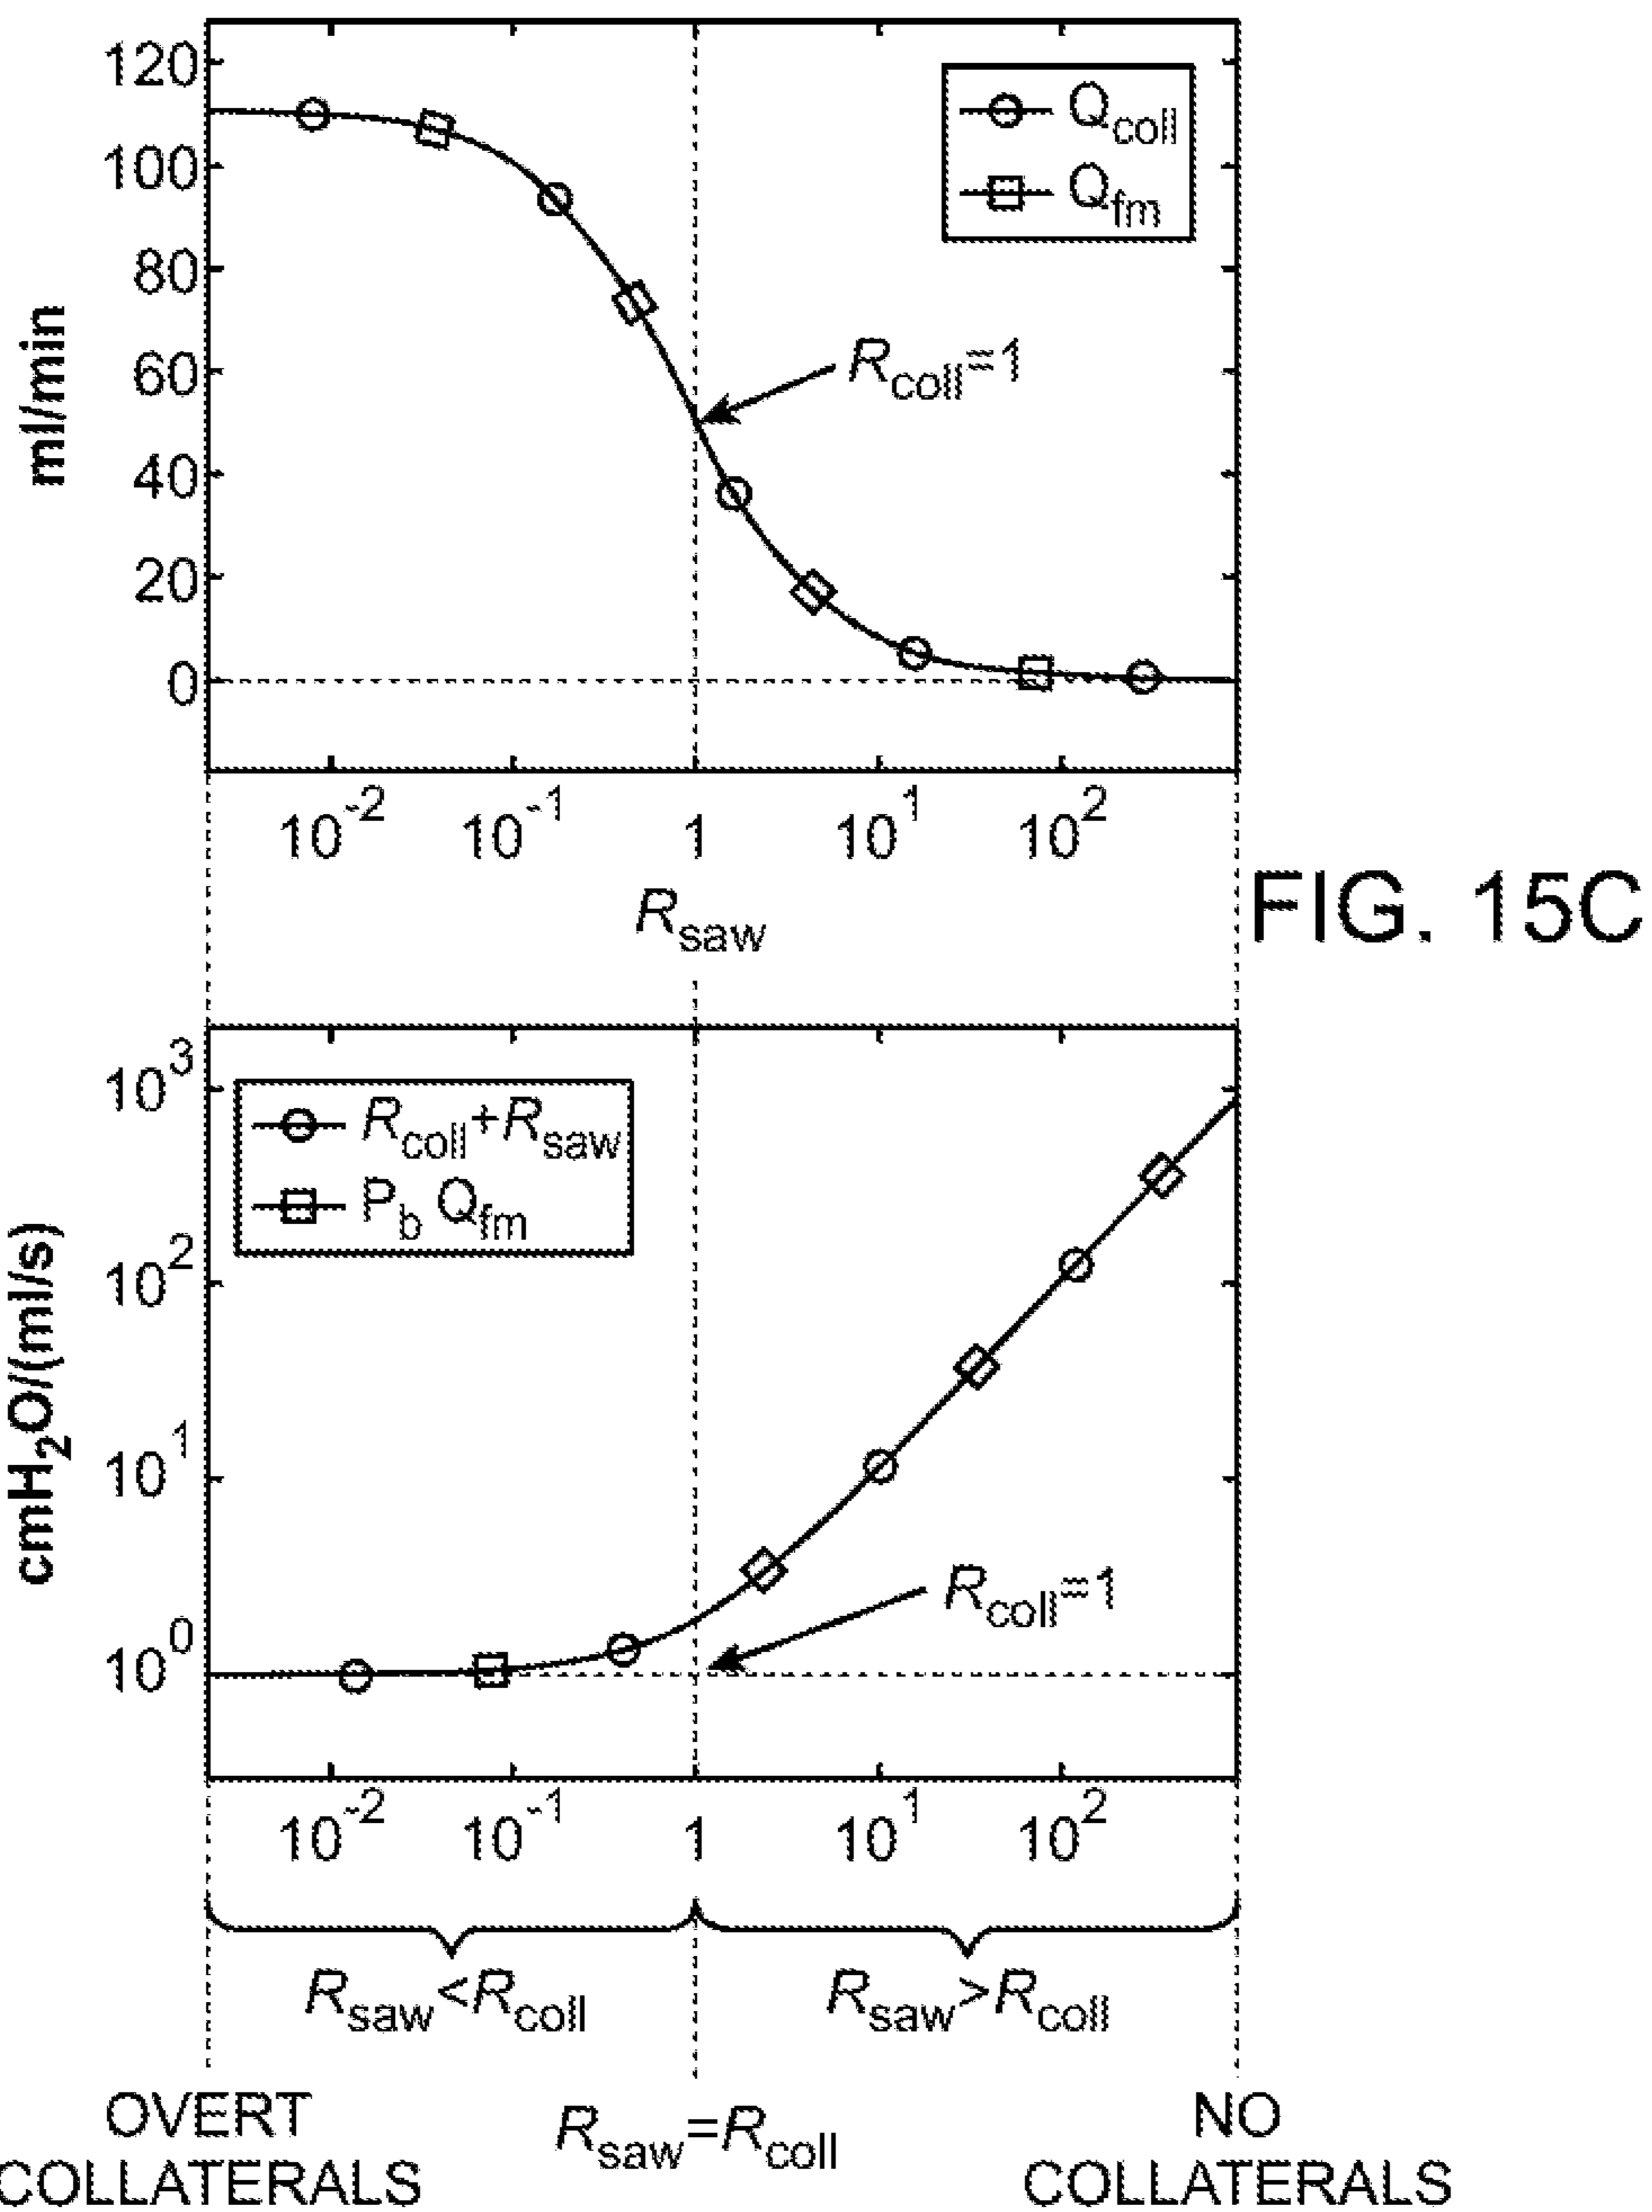 120
100
80
60
40
20
0
ml/min
Q_coll
Q_fm
R_coll=1
10^-2 10^-1 1 10^1 10^2
R_saw
FIG. 15C
10^3
10^2
10^1
10^0
cmH₂O/(ml/s)
R_coll+R_saw
P_b Q_fm
R_coll=1
10^-2 10^-1 1 10^1 10^2
R_saw<R_coll R_saw>R_coll
OVERT
COLLATERALS
R_saw=R_coll
NO
COLLATERALS